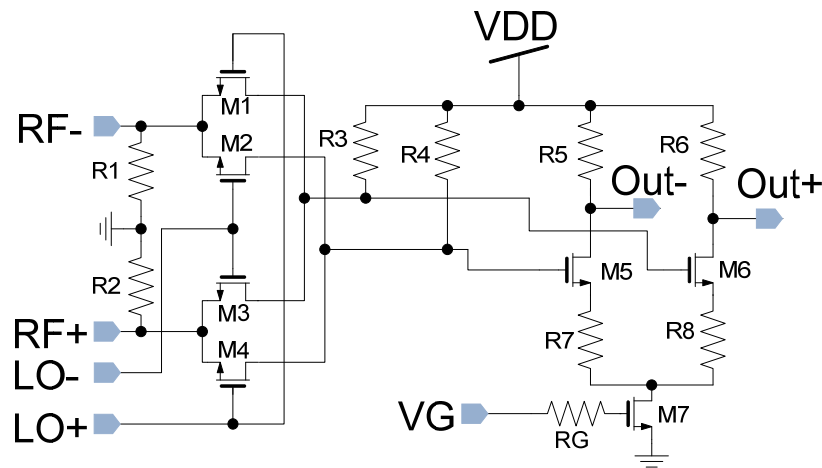 VDD
M1
RF-
M2
R3
R4
R5
R6
R1
Out-
Out+
R2
M3
M5
M6
RF+
M4
R7
R8
LO-
LO+
VG
RG
M7